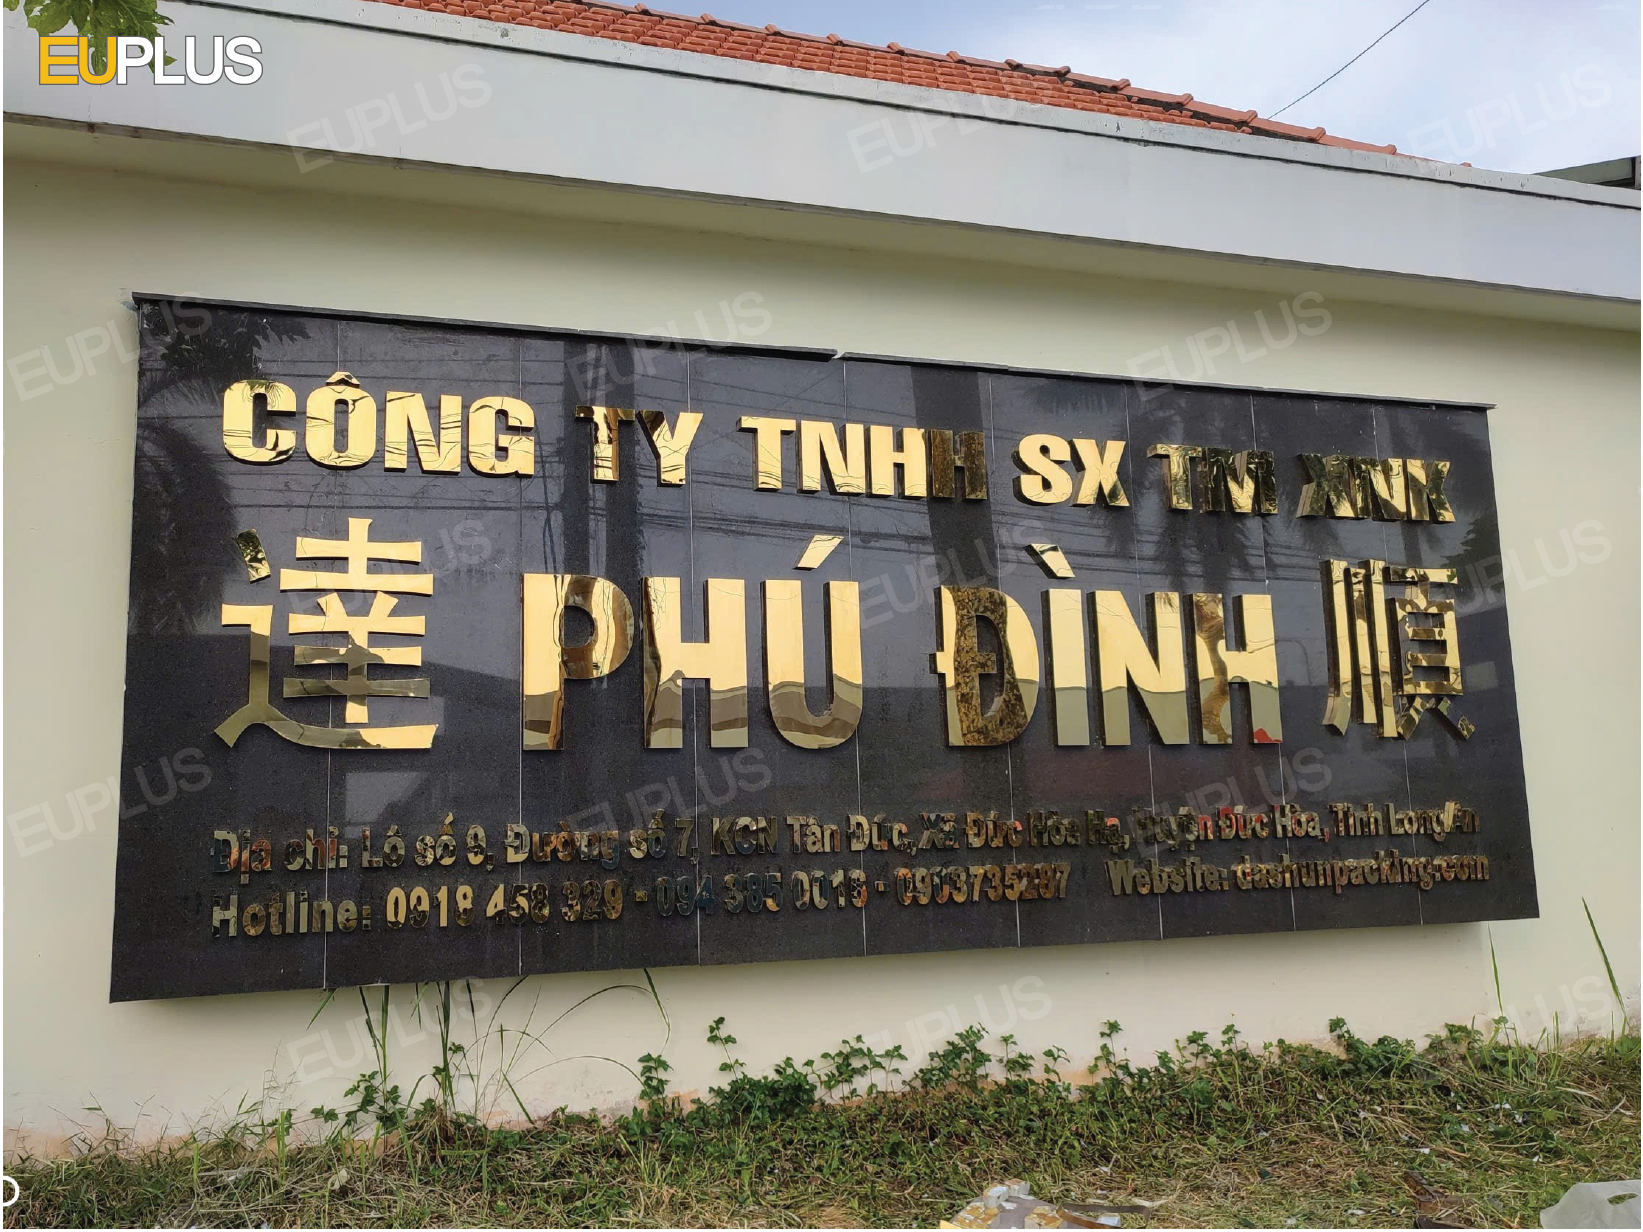 EUPLUS
CÔNG TY TNHH SX TM XNK
達 PHÚ ĐÌNH 順
Địa chỉ: Lô số 9, Đường số 7, KCN Tân Đức, Xã Đức Hòa Hạ, Huyện Đức Hòa, Tỉnh Long An
Hotline: 0918 458 329 - 094 385 0018 - 0903735287 Website: dashunpacking.com